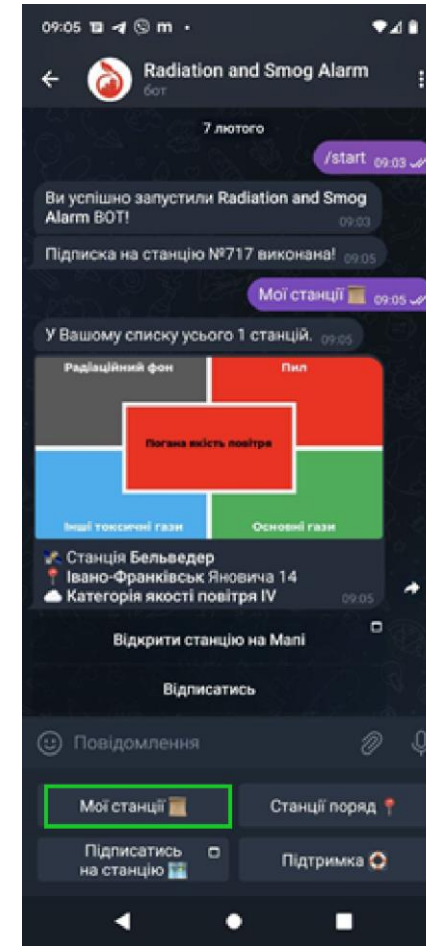 09:05
Radiation and Smog Alarm
бот
7 лютого
/start 09:03
Ви успішно запустили Radiation and Smog
Alarm BOT!
09:03
Підписка на станцію №717 виконана! 09:05
Мої станції 09:05
У Вашому списку усього 1 станцій. 09:05
Радіаційний фон
Пил
Погана якість повітря
Інші токсичні гази
Основні гази
Станція Бельведер
Івано-Франківськ Яновича 14
Категорія якості повітря IV
09:05
Відкрити станцію на Мапі
Відписатись
Повідомлення
Мої станції
Станції поряд
Підписатись
на станцію
Підтримка